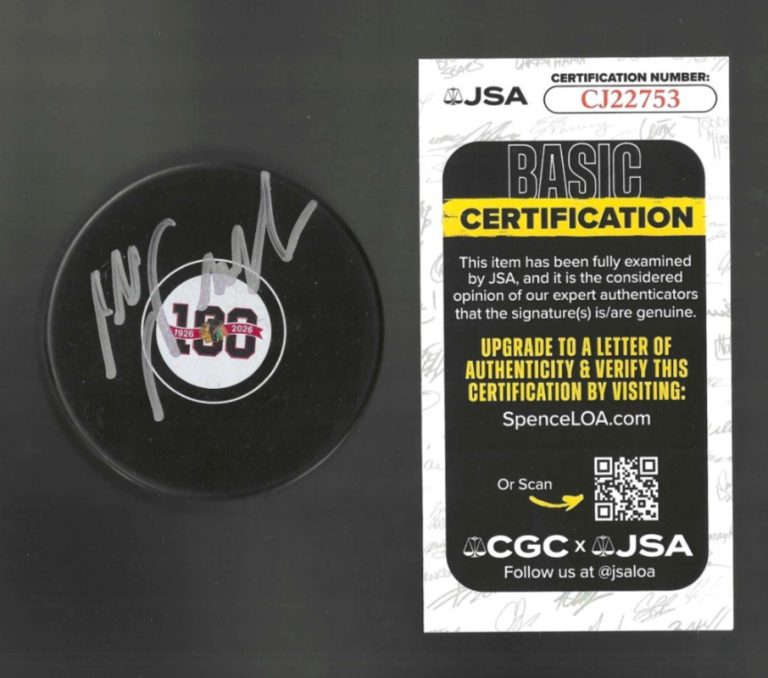 100
1926 2026
JSA
CERTIFICATION NUMBER:
CJ22753
BASIC
CERTIFICATION
This item has been fully examined
by JSA, and it is the considered
opinion of our expert authenticators
that the signature(s) is/are genuine.
UPGRADE TO A LETTER OF
AUTHENTICITY & VERIFY THIS
CERTIFICATION BY VISITING:
SpenceLOA.com
Or Scan
CGC x JSA
Follow us at @jsaloa